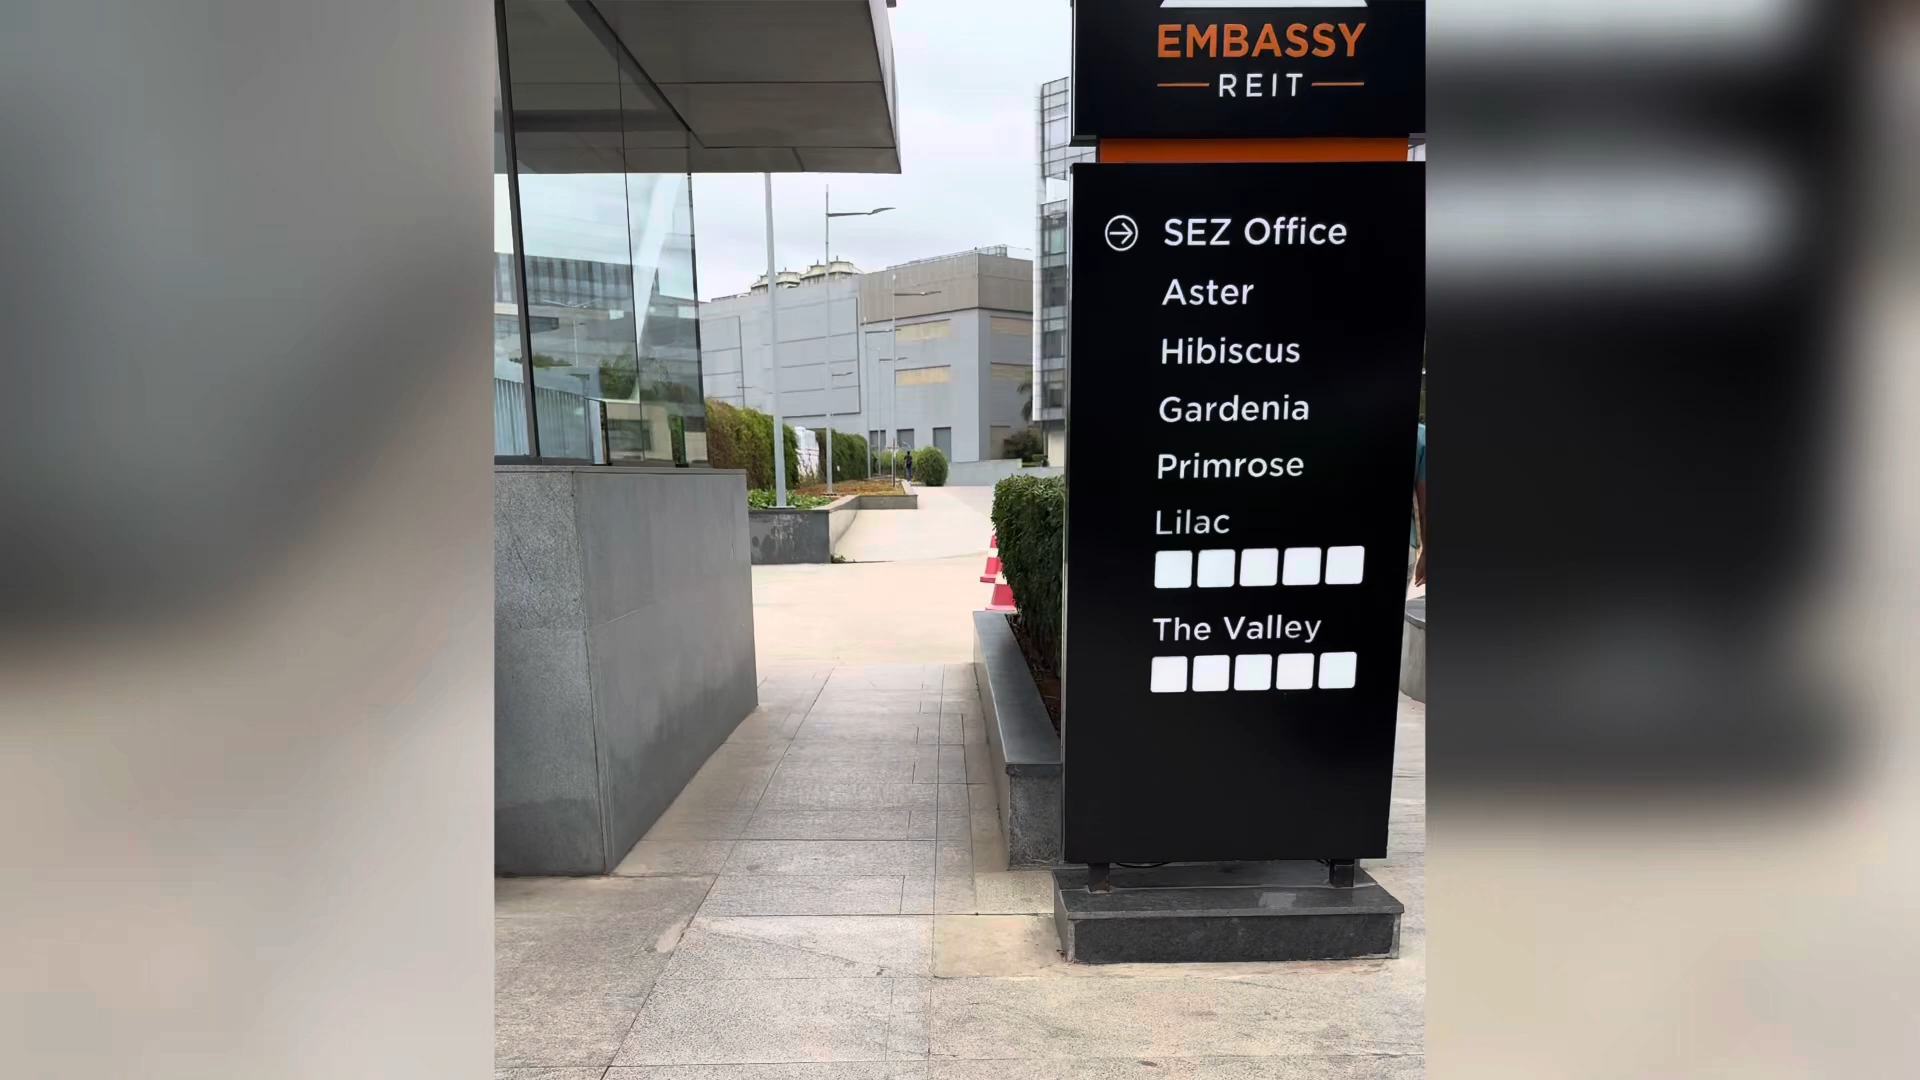 EMBASSY
REIT
SEZ Office
Aster
Hibiscus
Gardenia
Primrose
Lilac
The Valley